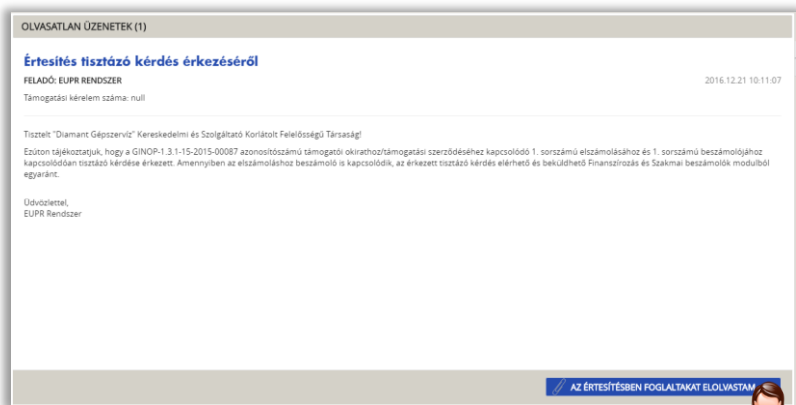 OLVASATLAN ÜZENETEK (1)
Értesítés tisztázó kérdés érkezéséről
FELADÓ: EUPR RENDSZER
2016.12.21 10:11:07
Támogatási kérelem száma: null
Tisztelt "Diamant Gépszervíz" Kereskedelmi és Szolgáltató Korlátolt Felelősségű Társaság!
Ezúton tájékoztatjuk, hogy a GINOP-1.3.1-15-2015-00087 azonosítószámú támogatói okirathoz/támogatási szerződéséhez kapcsolódó 1. sorszámú elszámolásához és 1. sorszámú beszámolójához
kapcsolódóan tisztázó kérdése érkezett. Amennyiben az elszámoláshoz beszámoló is kapcsolódik, az érkezett tisztázó kérdés elérhető és beküldhető Finanszírozás és Szakmai beszámolók modulból
egyaránt.
Üdvözlettel,
EUPR Rendszer
AZ ÉRTESÍTÉSBEN FOGLALTAKAT ELOLVASTAM